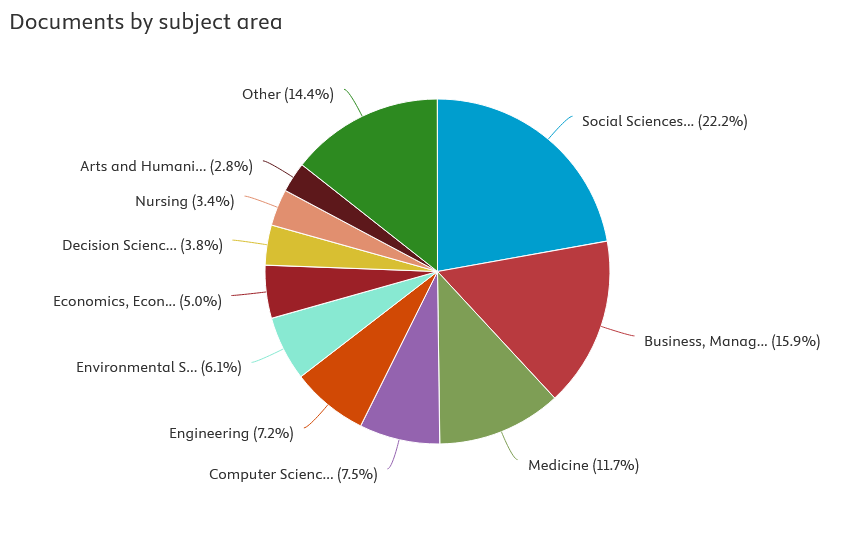 Documents by subject area
Other (14.4%)
Social Sciences... (22.2%)
Arts and Humani... (2.8%)
Nursing (3.4%)
Decision Scienc... (3.8%)
Economics, Econ... (5.0%)
Business, Manag... (15.9%)
Environmental S... (6.1%)
Engineering (7.2%)
Medicine (11.7%)
Computer Scienc... (7.5%)